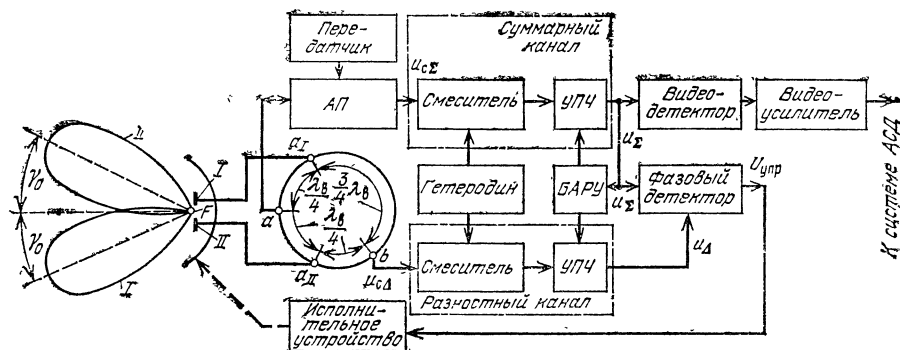 Пере-
датчик
АП
u_cΣ
Суммарный
канал
Смеситель
УПЧ
Видео-
детектор
Видео-
усилитель
К системе АСД
u_Σ
Гетеродин
БАРУ
u_Σ
Фазовый
детектор
U_упр
u_Δ
Смеситель
УПЧ
Разностный канал
u_cΔ
Исполни-
тельное
устройство
II
γ₀
γ₀
I
I
F
II
a_I
a
a_II
b
λ_в/4
3/4 λ_в
λ_в/4